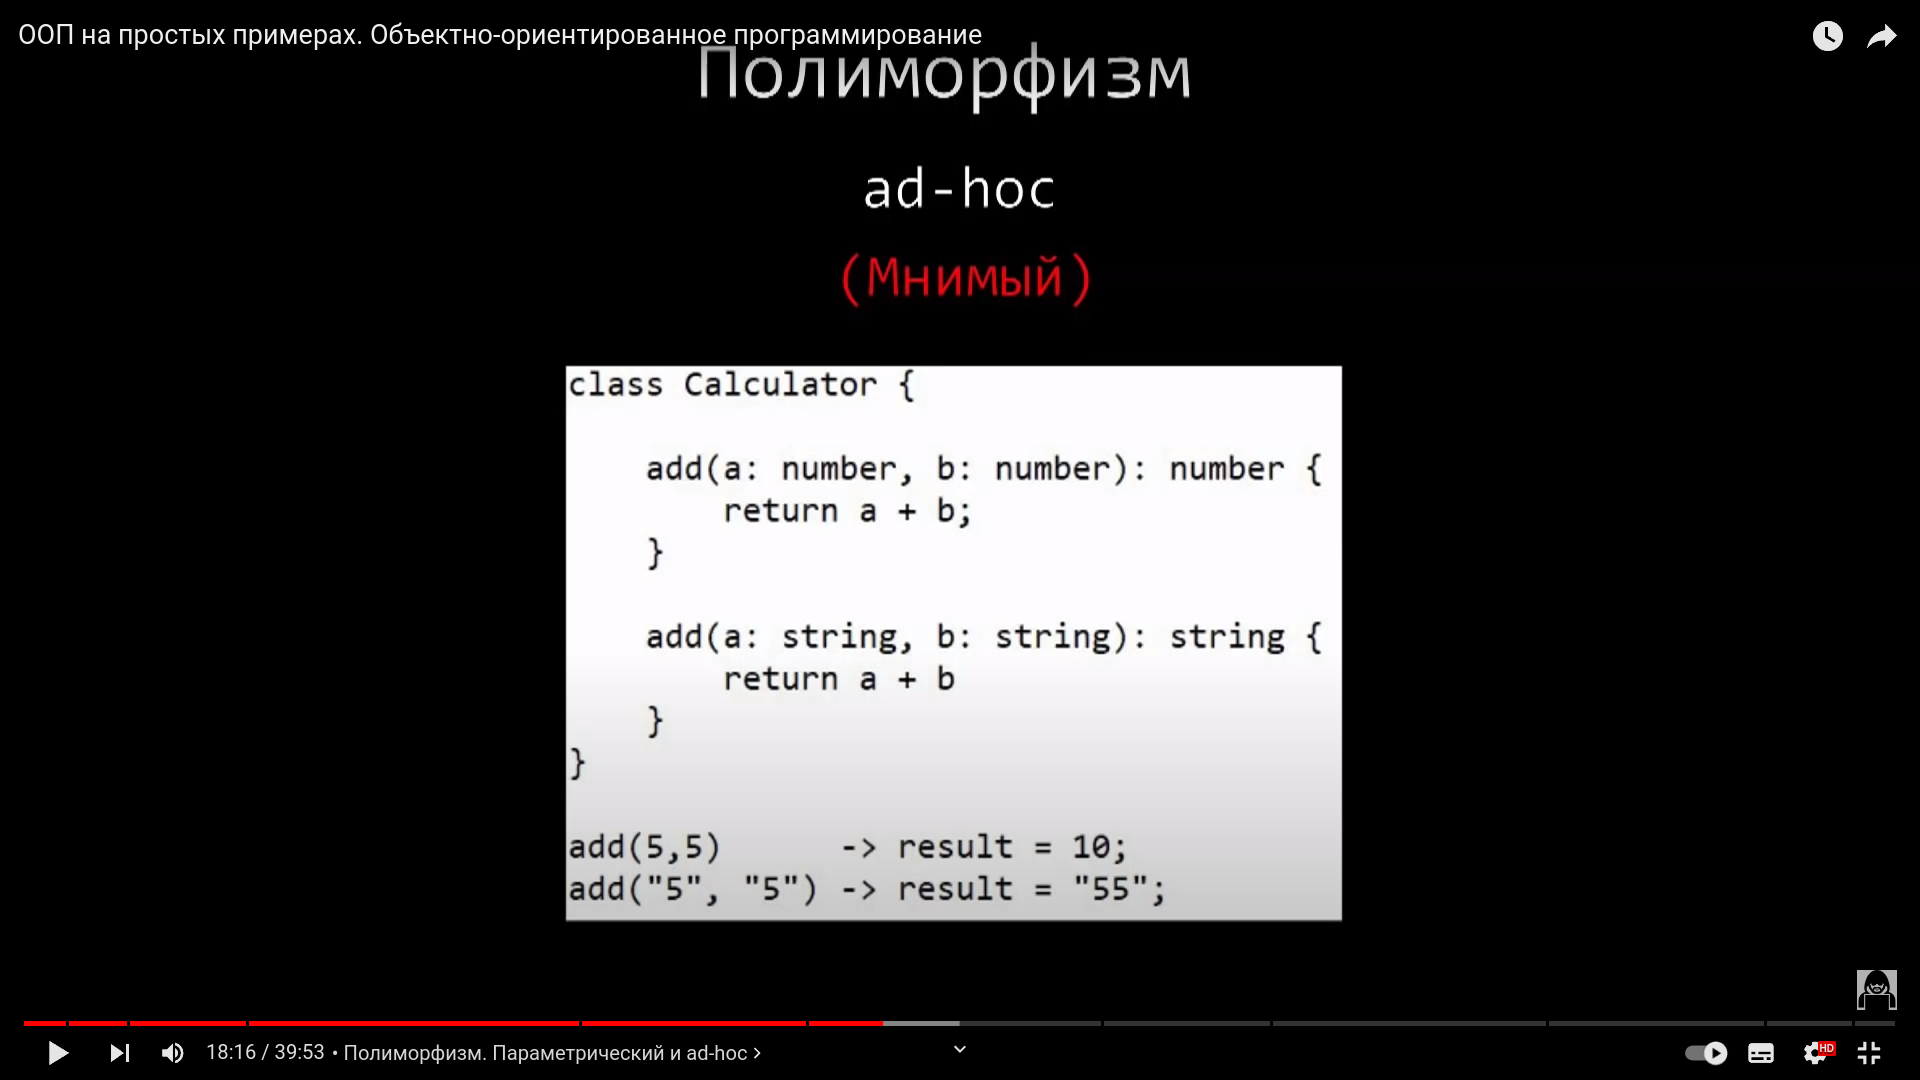 ООП на простых примерах. Объектно-ориентированное программирование
Полиморфизм
ad-hoc
(Мнимый)
class Calculator {
add(a: number, b: number): number {
return a + b;
}
add(a: string, b: string): string {
return a + b
}
}
add(5,5) -> result = 10;
add("5", "5") -> result = "55";
18:16 / 39:53 • Полиморфизм. Параметрический и ad-hoc >
HD